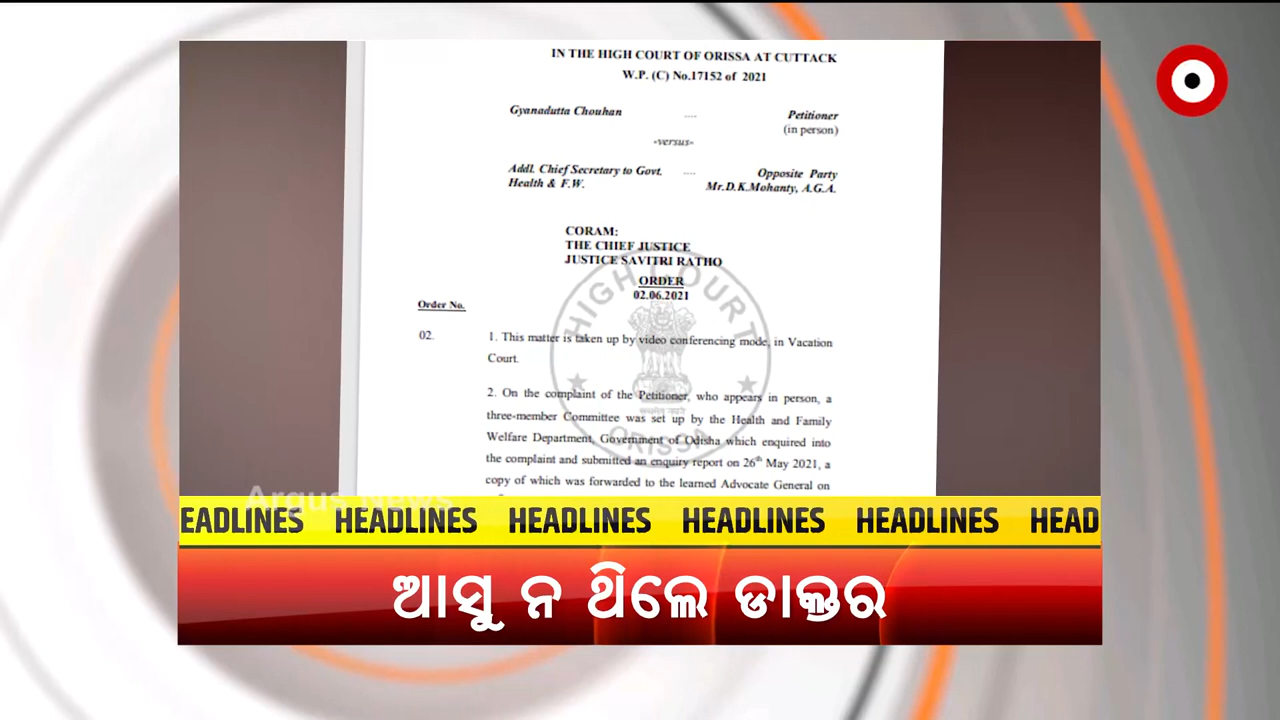 IN THE HIGH COURT OF ORISSA AT CUTTACK
W.P. (C) No.17152 of 2021
Gyanadutta Chouhan .... Petitioner
(in person)
-versus-
Addl. Chief Secretary to Govt. .... Opposite Party
Health & F.W. Mr.D.K.Mohanty, A.G.A.
CORAM:
THE CHIEF JUSTICE
JUSTICE SAVITRI RATHO
ORDER
02.06.2021
Order No.
02. 1. This matter is taken up by video conferencing mode, in Vacation
Court.
2. On the complaint of the Petitioner, who appears in person, a
three-member Committee was set up by the Health and Family
Welfare Department, Government of Odisha which enquired into
the complaint and submitted an enquiry report on 26th May 2021, a
copy of which was forwarded to the learned Advocate General on
HIGH COURT
ORISSA
Argus News
EADLINES HEADLINES HEADLINES HEADLINES HEADLINES HEAD
ଆସୁ ନ ଥିଲେ ଡାକ୍ତର